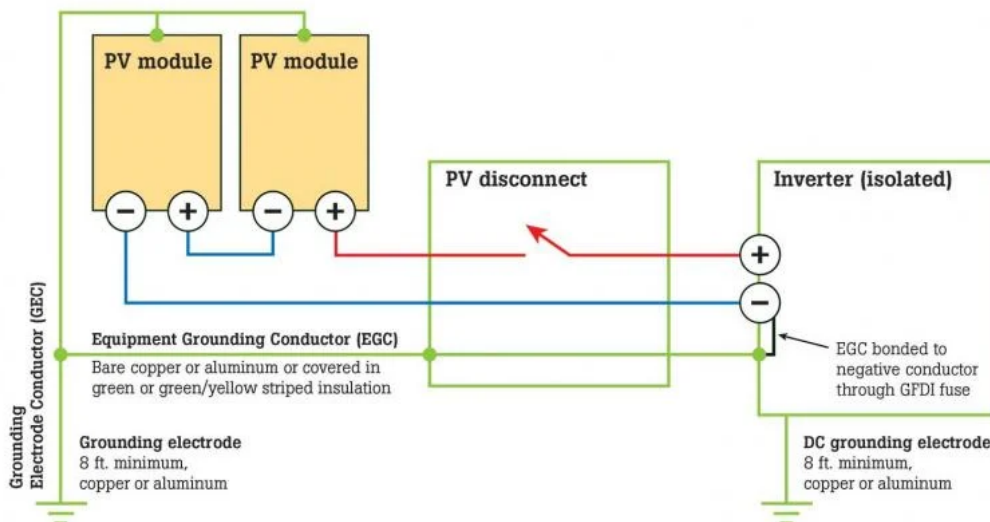 PV module
PV module
− + − +
PV disconnect
Inverter (isolated)
+
−
Grounding
Electrode Conductor (GEC)
Equipment Grounding Conductor (EGC)
Bare copper or aluminum or covered in
green or green/yellow striped insulation
EGC bonded to
negative conductor
through GFDI fuse
Grounding electrode
8 ft. minimum,
copper or aluminum
DC grounding electrode
8 ft. minimum,
copper or aluminum